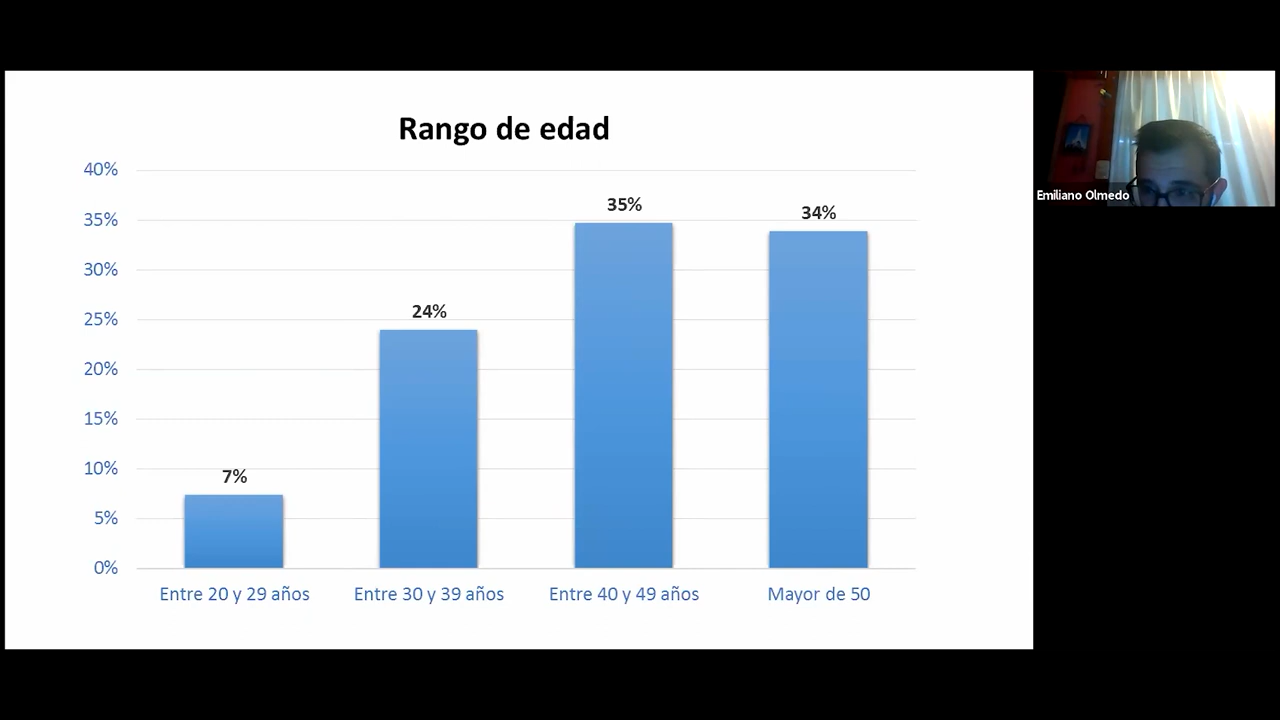 Rango de edad
40%
35%
30%
25%
20%
15%
10%
5%
0%
7%
24%
35%
34%
Entre 20 y 29 años
Entre 30 y 39 años
Entre 40 y 49 años
Mayor de 50
Emiliano Olmedo